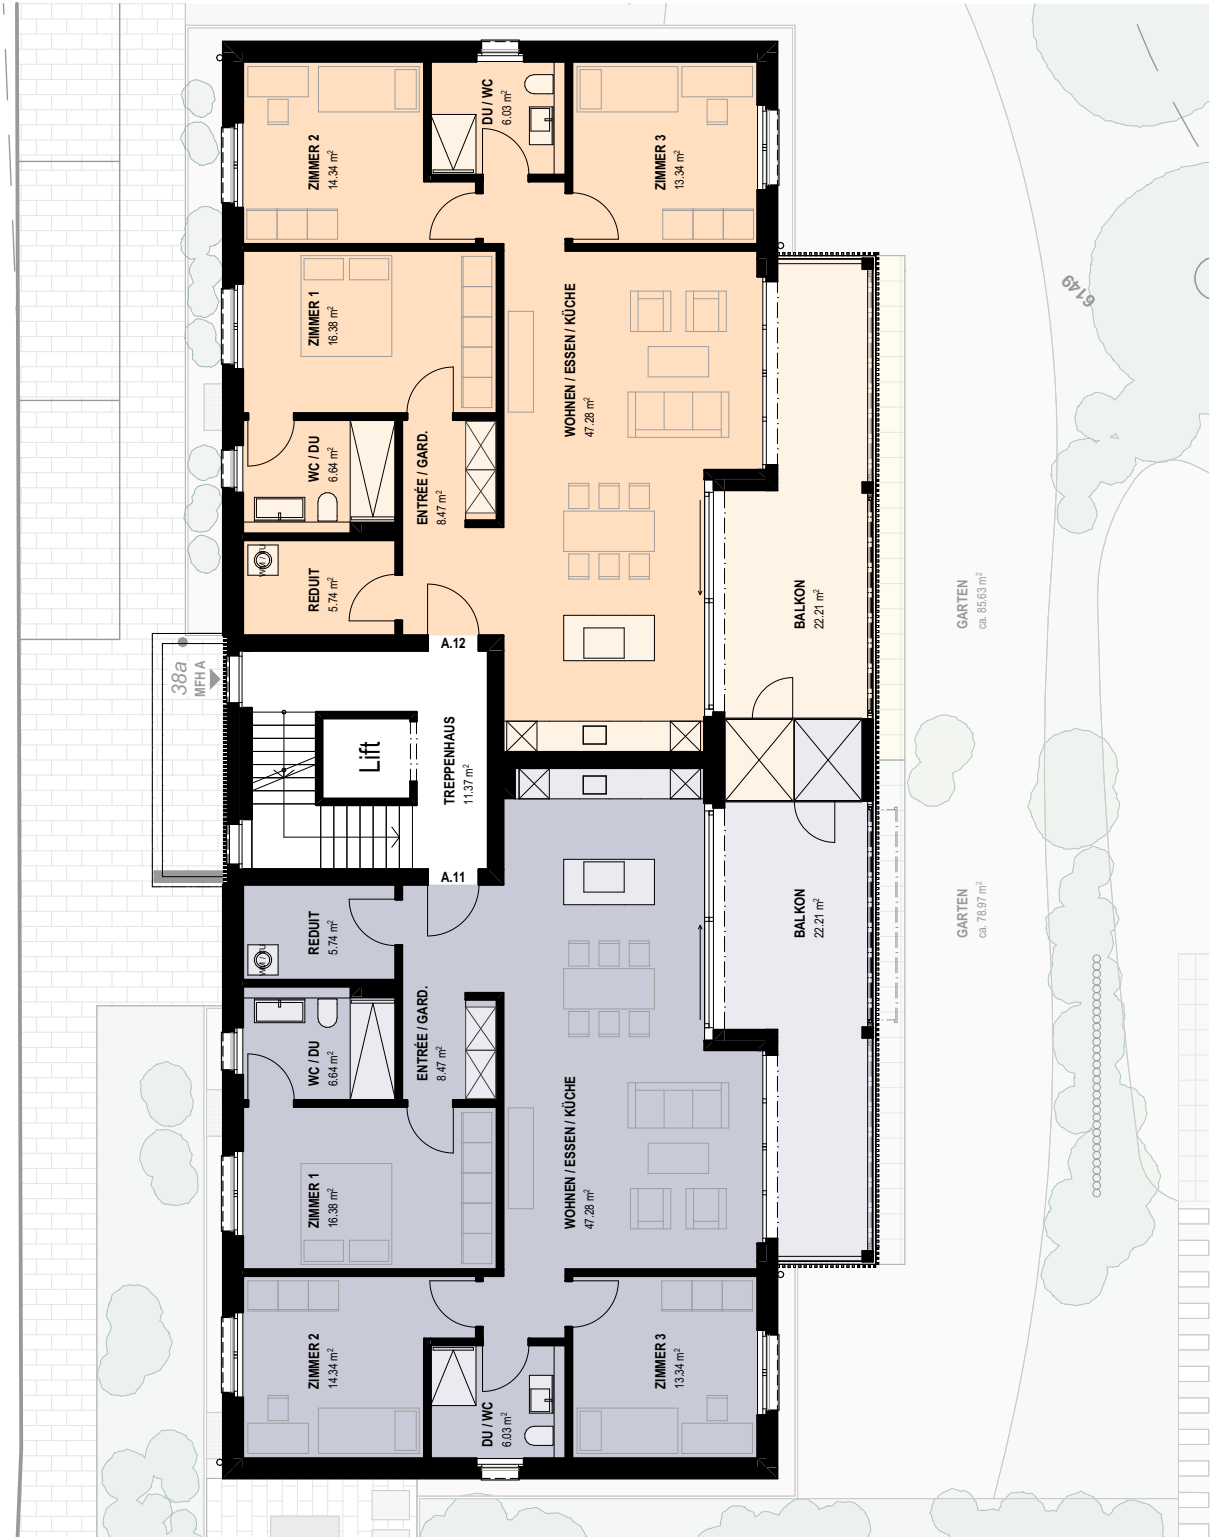 DU / WC
6.03 m²
ZIMMER 2
14.34 m²
ZIMMER 3
13.34 m²
ZIMMER 1
16.38 m²
WOHNEN / ESSEN / KÜCHE
47.28 m²
WC / DU
6.64 m²
ENTRÉE / GARD.
8.47 m²
REDUIT
5.74 m²
WM / TU
BALKON
22.21 m²
GARTEN
ca. 85.63 m²
6149
A.12
38a
MFH A
Lift
TREPPENHAUS
11.37 m²
A.11
REDUIT
5.74 m²
WM / TU
BALKON
22.21 m²
GARTEN
ca. 78.97 m²
WC / DU
6.64 m²
ENTRÉE / GARD.
8.47 m²
ZIMMER 1
16.38 m²
WOHNEN / ESSEN / KÜCHE
47.28 m²
ZIMMER 2
14.34 m²
ZIMMER 3
13.34 m²
DU / WC
6.03 m²